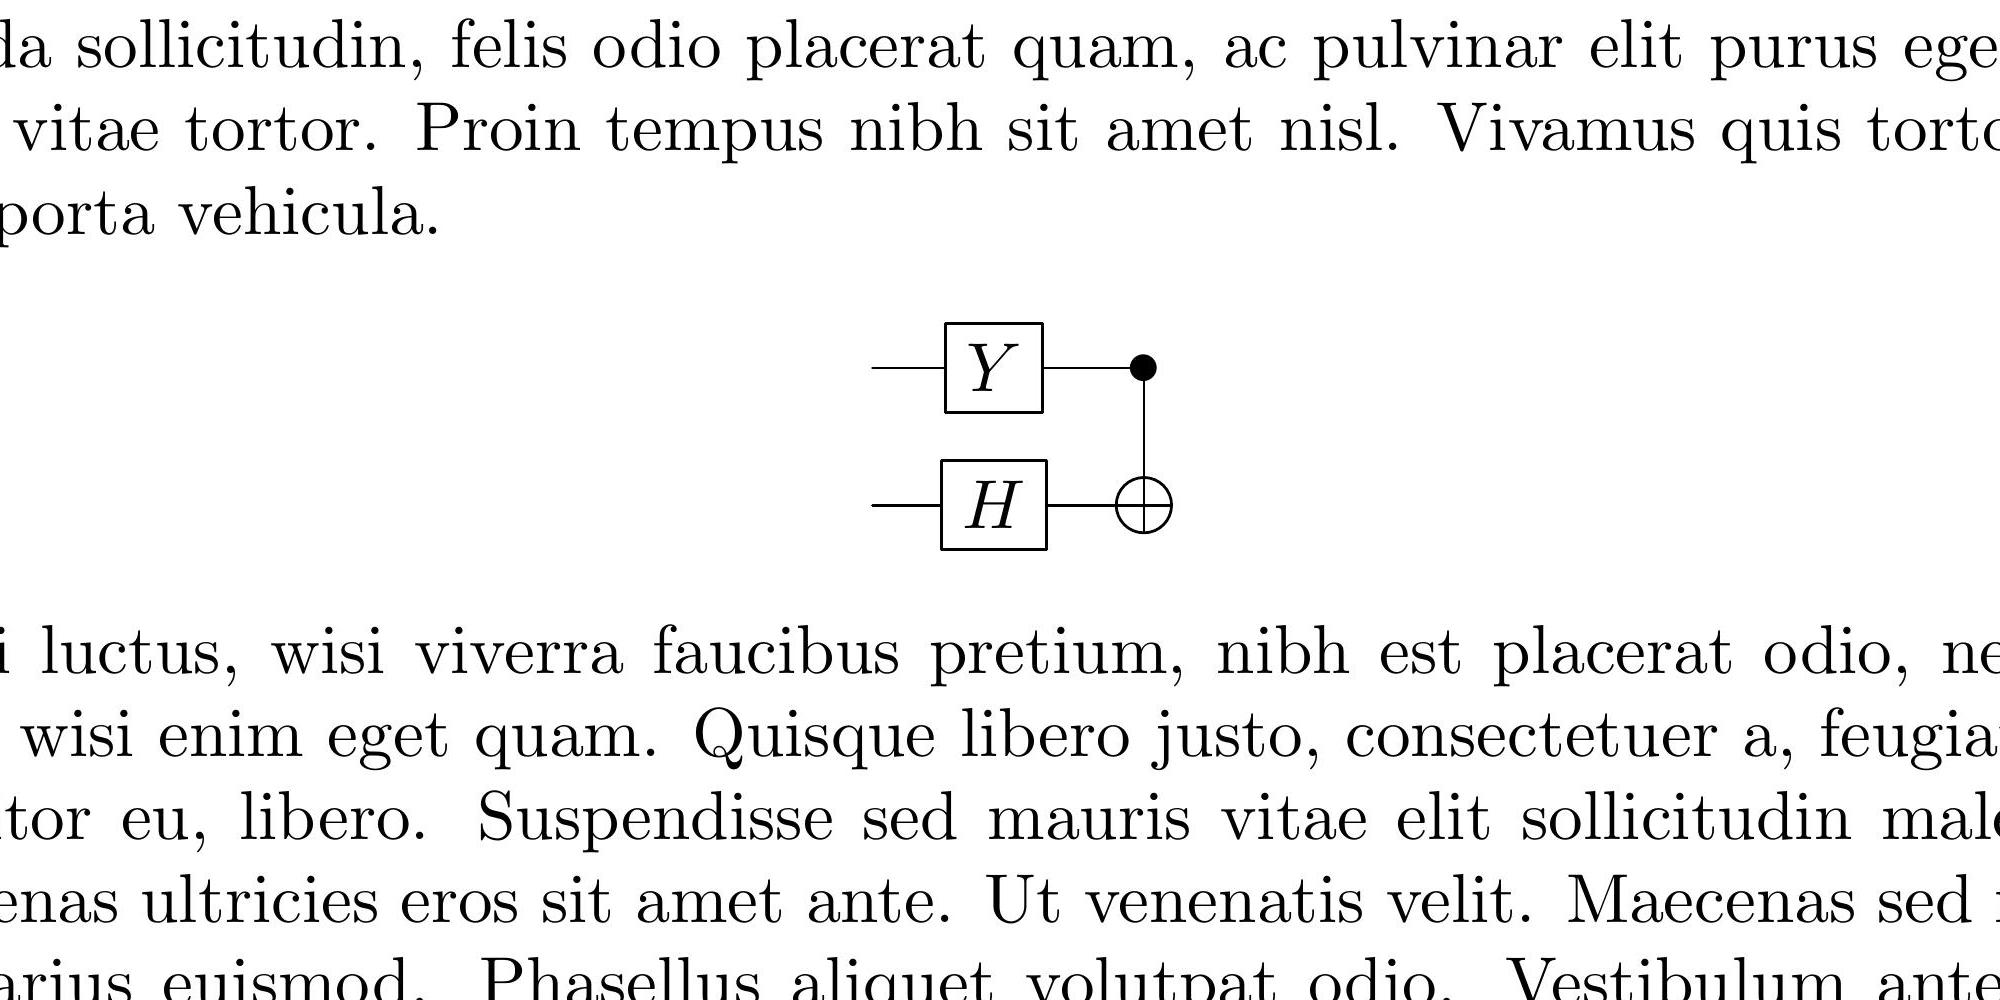 da sollicitudin, felis odio placerat quam, ac pulvinar elit purus ege
vitae tortor. Proin tempus nibh sit amet nisl. Vivamus quis torto
porta vehicula.
Y
H
i luctus, wisi viverra faucibus pretium, nibh est placerat odio, ne
wisi enim eget quam. Quisque libero justo, consectetuer a, feugia
tor eu, libero. Suspendisse sed mauris vitae elit sollicitudin male
enas ultricies eros sit amet ante. Ut venenatis velit. Maecenas sed
arius euismod. Phasellus aliquet volutpat odio. Vestibulum ante